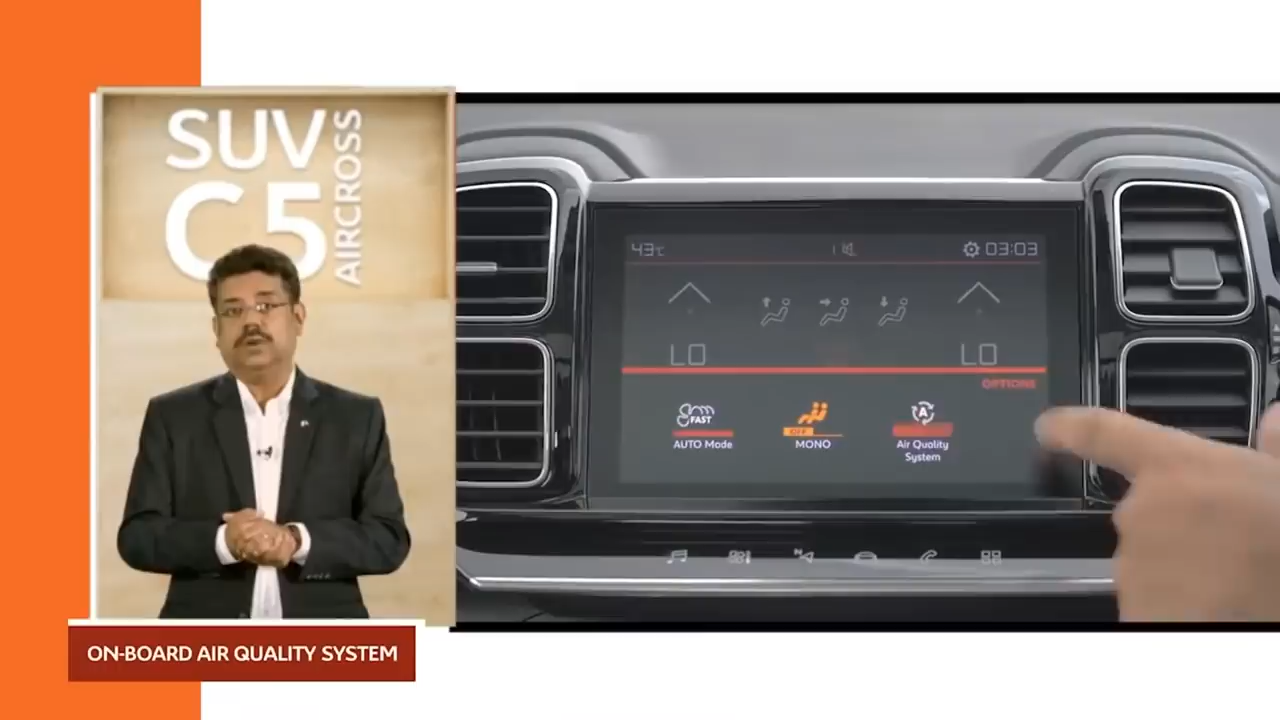 SUV
C5
AIRCROSS
43°C
03:03
LO
LO
OPTIONS
FAST
AUTO Mode
OFF
MONO
A
Air Quality
System
N
ON-BOARD AIR QUALITY SYSTEM